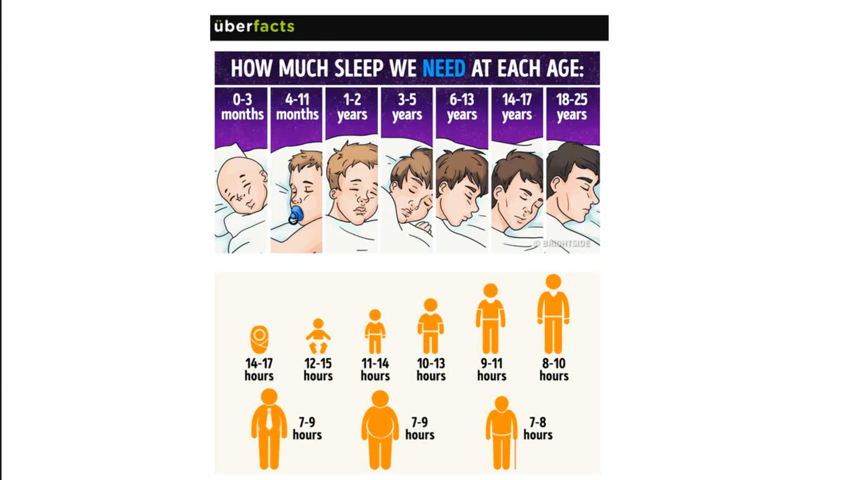 überfacts
HOW MUCH SLEEP WE NEED AT EACH AGE:
0-3
months
4-11
months
1-2
years
3-5
years
6-13
years
14-17
years
18-25
years
© BRIGHTSIDE
14-17
hours
12-15
hours
11-14
hours
10-13
hours
9-11
hours
8-10
hours
7-9
hours
7-9
hours
7-8
hours